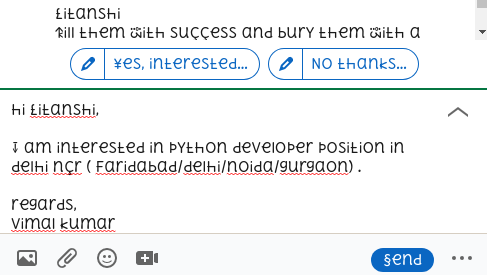 Litanshi
Kill them with success and bury them with a
Yes, interested...
No thanks...
Hi Litanshi,
I am interested in Python developer position in
delhi ncr ( Faridabad/delhi/noida/gurgaon) .
regards,
Vimal kumar
Send